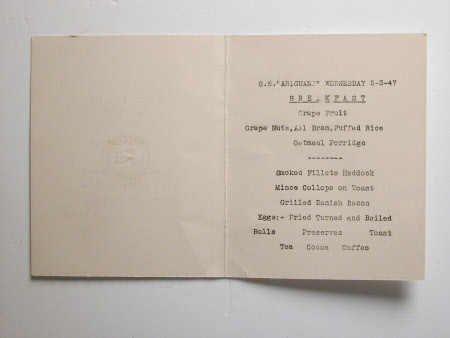 S.S."ARIGUANI" WEDNESDAY 5-3-47
BREAKFAST
Grape Fruit
Grape Nuts,All Bran,Puffed Rice
Oatmeal Porridge
--------
Smoked Fillets Haddock
Mince Collops on Toast
Grilled Danish Bacon
Eggs:- Fried Turned and Boiled
Rolls Preserves Toast
Tea Cocoa Coffee